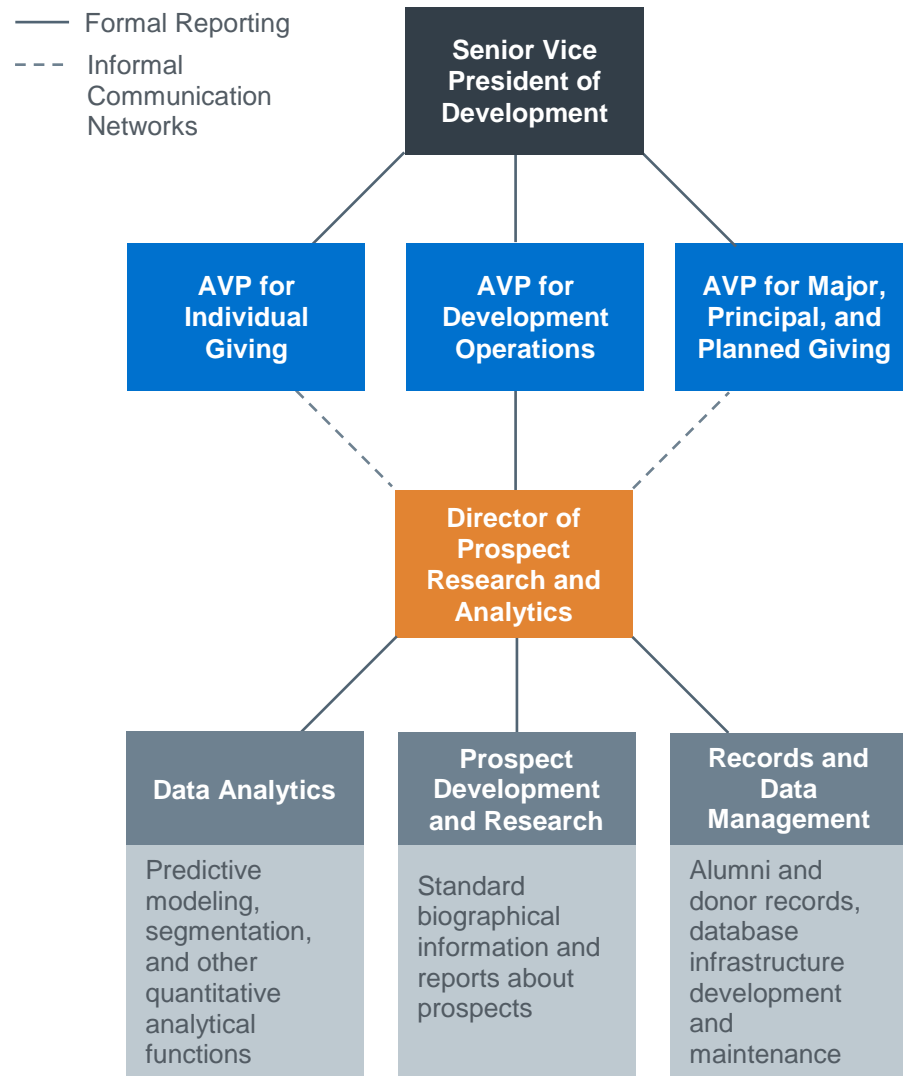 Formal Reporting
Informal
Communication
Networks
Senior Vice
President of
Development
AVP for
Individual
Giving
AVP for
Development
Operations
AVP for Major,
Principal, and
Planned Giving
Director of
Prospect
Research and
Analytics
Data Analytics
Predictive
modeling,
segmentation,
and other
quantitative
analytical
functions
Prospect
Development
and Research
Standard
biographical
information and
reports about
prospects
Records and
Data
Management
Alumni and
donor records,
database
infrastructure
development
and
maintenance